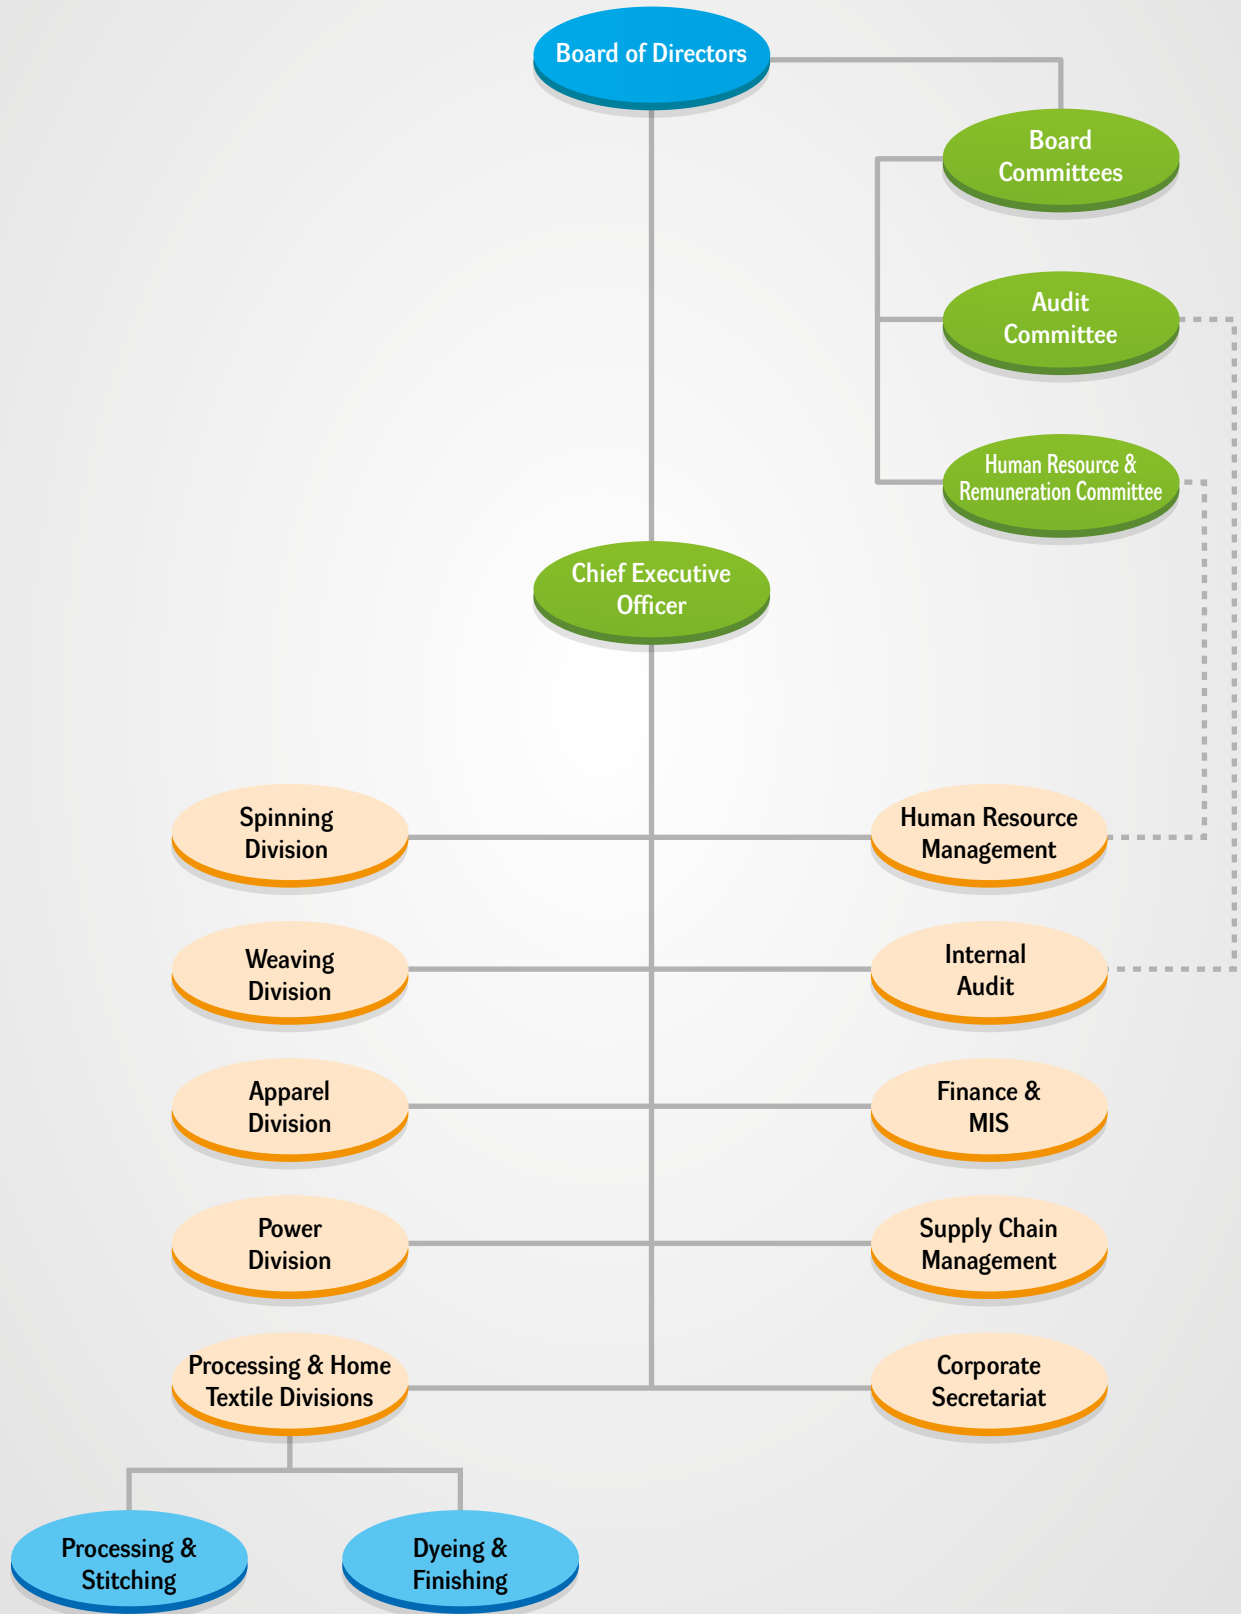 Board of Directors
Board
Committees
Audit
Committee
Human Resource &
Remuneration Committee
Chief Executive
Officer
Spinning
Division
Human Resource
Management
Weaving
Division
Internal
Audit
Apparel
Division
Finance &
MIS
Power
Division
Supply Chain
Management
Processing & Home
Textile Divisions
Corporate
Secretariat
Processing &
Stitching
Dyeing &
Finishing